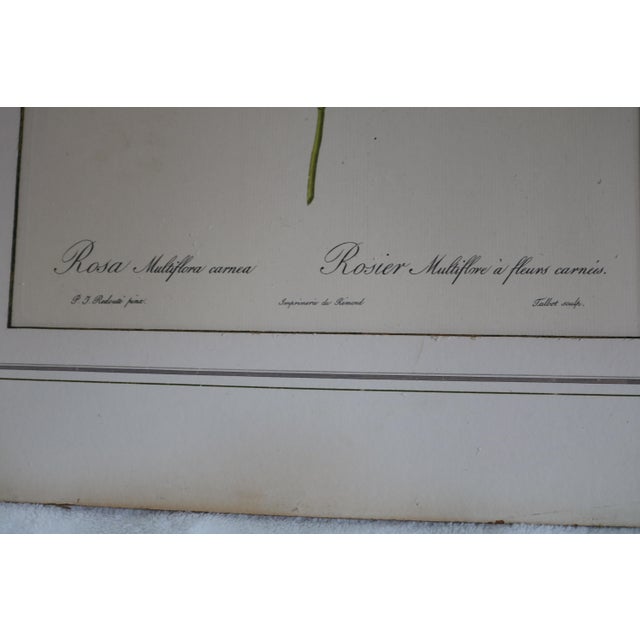 Rosa Multiflora carnea Rosier Multiflore à fleurs carnées.
P. J. Redouté pinx. Imprimerie de Rémond Talbot sculp.